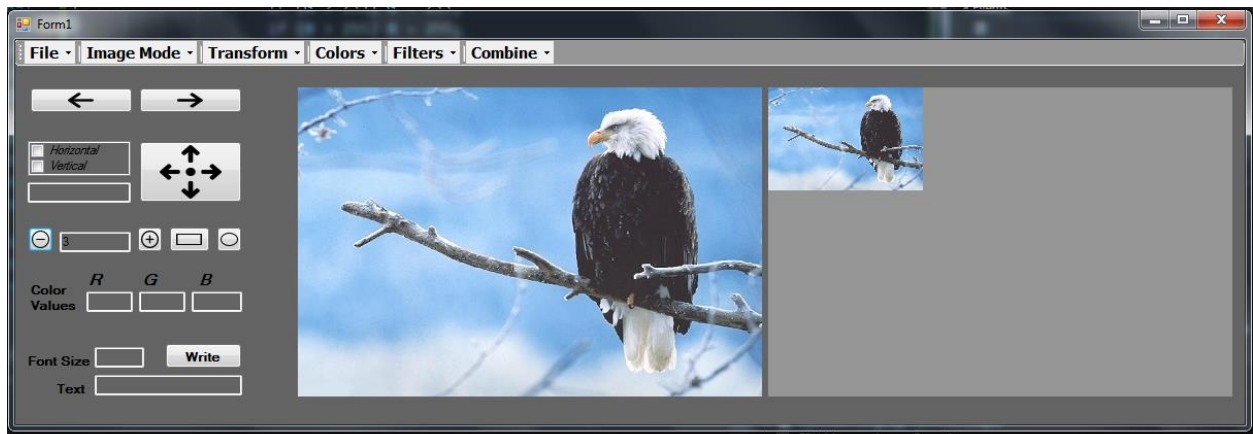 Form1
File Image Mode Transform Colors Filters Combine
Horizontal
Vertical
3
R G B
Color
Values
Font Size Write
Text